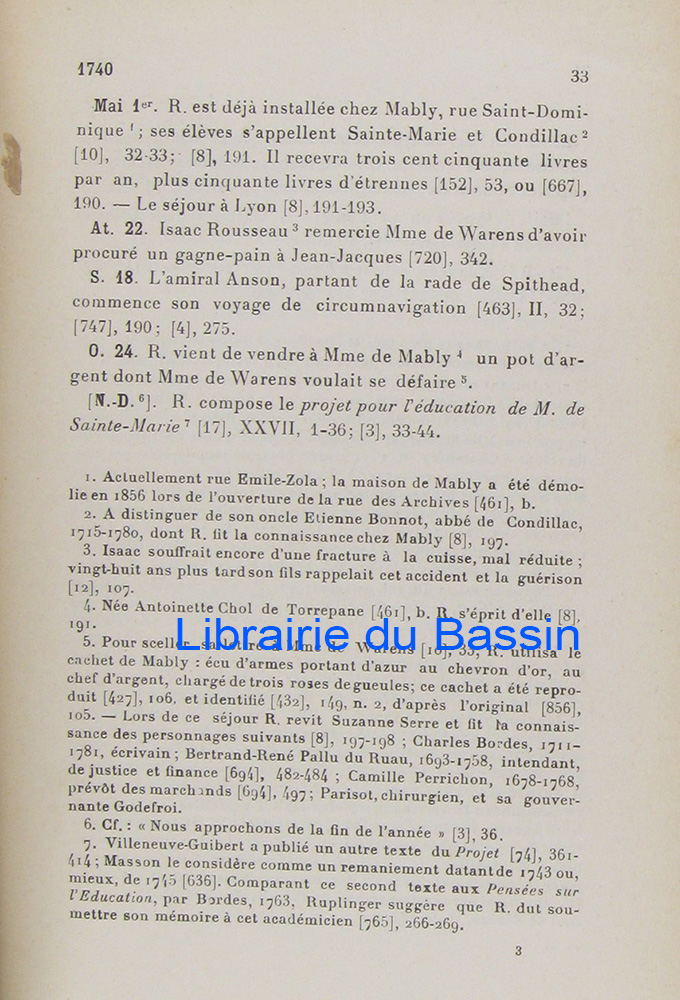 1740
33
Mai 1er. R. est déjà installée chez Mably, rue Saint-Domi-
nique 1 ; ses élèves s'appellent Sainte-Marie et Condillac 2
[10], 32-33; [8], 191. Il recevra trois cent cinquante livres
par an, plus cinquante livres d'étrennes [152], 53, ou [667],
190. — Le séjour à Lyon [8], 191-193.
At. 22. Isaac Rousseau 3 remercie Mme de Warens d'avoir
procuré un gagne-pain à Jean-Jacques [720], 342.
S. 18. L'amiral Anson, partant de la rade de Spithead,
commence son voyage de circumnavigation [463], II, 32;
[747], 190; [4], 275.
O. 24. R. vient de vendre à Mme de Mably 4 un pot d'ar-
gent dont Mme de Warens voulait se défaire 5.
[N.-D. 6]. R. compose le projet pour l'éducation de M. de
Sainte-Marie 7 [17], XXVII, 1-36; [3], 33-44.
1. Actuellement rue Emile-Zola ; la maison de Mably a été démo-
lie en 1856 lors de l'ouverture de la rue des Archives [461], b.
2. A distinguer de son oncle Etienne Bonnot, abbé de Condillac,
1715-1780, dont R. fit la connaissance chez Mably [8], 197.
3. Isaac souffrait encore d'une fracture à la cuisse, mal réduite ;
vingt-huit ans plus tard son fils rappelait cet accident et la guérison
[12], 107.
4. Née Antoinette Chol de Torrepane [461], b. R. s'éprit d'elle [8],
191.
Librairie du Bassin
5. Pour sceller sa lettre à Mme de Warens [10], 35, R. utilisa le
cachet de Mably : écu d'armes portant d'azur au chevron d'or, au
chef d'argent, chargé de trois roses de gueules; ce cachet a été repro-
duit [427], 106, et identifié [432], 149, n. 2, d'après l'original [856],
105. — Lors de ce séjour R. revit Suzanne Serre et fit la connais-
sance des personnages suivants [8], 197-198 ; Charles Bordes, 1711-
1781, écrivain ; Bertrand-René Pallu du Ruau, 1693-1758, intendant,
de justice et finance [694], 482-484 ; Camille Perrichon, 1678-1768,
prévôt des marchands [694], 497; Parisot, chirurgien, et sa gouver-
nante Godefroi.
6. Cf. : « Nous approchons de la fin de l'année » [3], 36.
7. Villeneuve-Guibert a publié un autre texte du Projet [74], 361-
414 ; Masson le considère comme un remaniement datant de 1743 ou,
mieux, de 1745 [636]. Comparant ce second texte aux Pensées sur
l'Education, par Bordes, 1763, Ruplinger suggère que R. dut sou-
mettre son mémoire à cet académicien [765], 266-269.
3